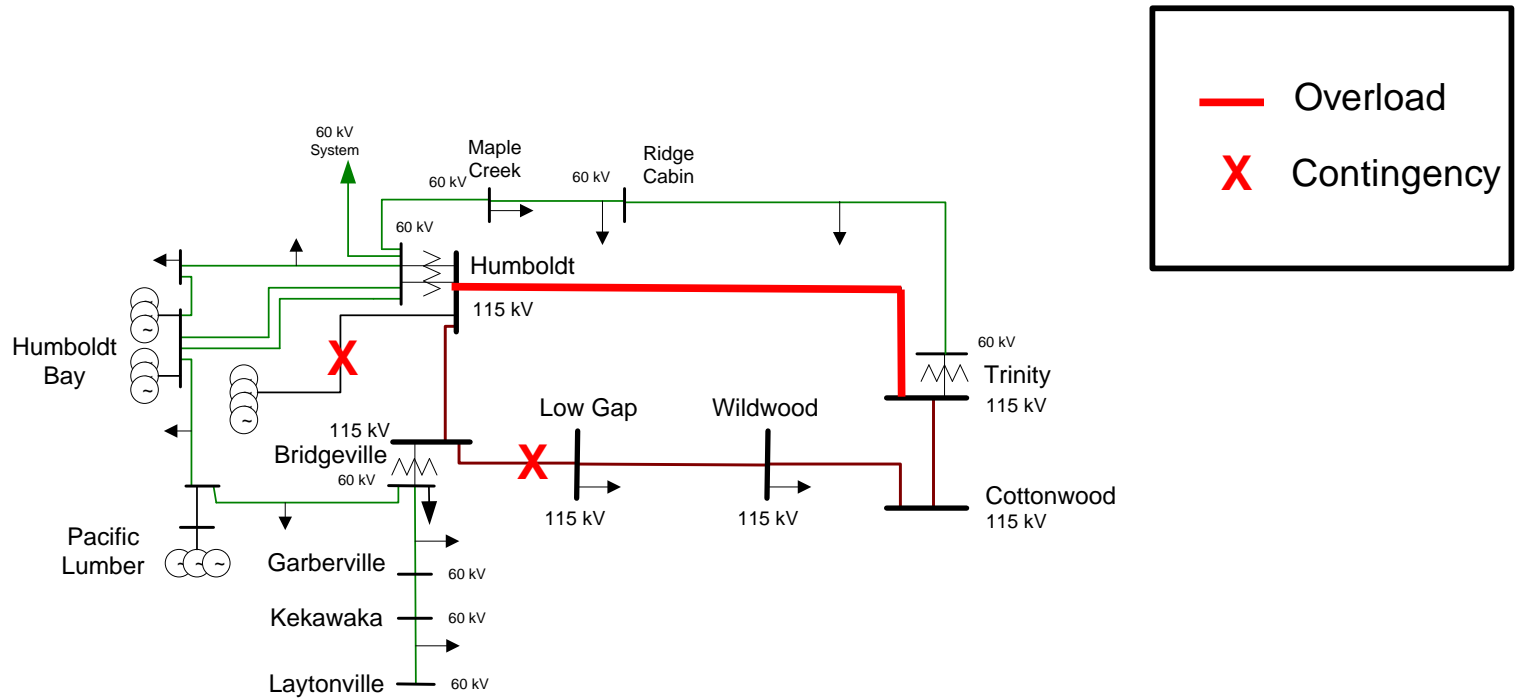 Overload
X
Contingency
60 kV
System
Maple
Creek
60 kV
Ridge
Cabin
60 kV
60 kV
Humboldt
115 kV
Humboldt
Bay
~
~
X
~
60 kV
Trinity
115 kV
Low Gap
Wildwood
115 kV
Bridgeville
60 kV
X
115 kV
115 kV
Cottonwood
115 kV
Pacific
Lumber
~ ~ ~
Garberville
60 kV
Kekawaka
60 kV
Laytonville
60 kV